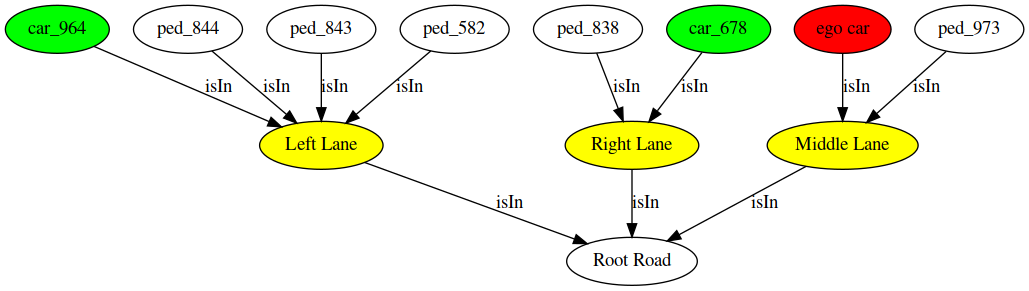 car_964 ped_844 ped_843 ped_582 ped_838 car_678 ego car ped_973
isIn isIn isIn isIn isIn isIn isIn isIn
Left Lane Right Lane Middle Lane
isIn isIn isIn
Root Road